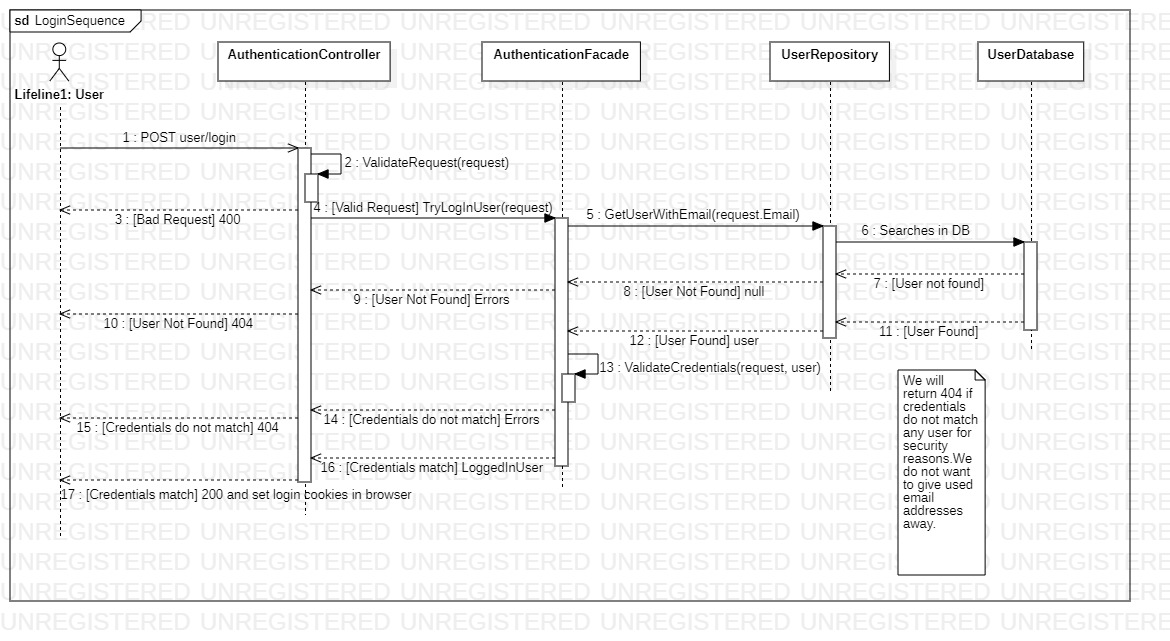 sd LoginSequence
AuthenticationController
AuthenticationFacade
UserRepository
UserDatabase
Lifeline1: User
1 : POST user/login
2 : ValidateRequest(request)
3 : [Bad Request] 400
4 : [Valid Request] TryLogInUser(request)
5 : GetUserWithEmail(request.Email)
6 : Searches in DB
7 : [User not found]
8 : [User Not Found] null
9 : [User Not Found] Errors
10 : [User Not Found] 404
11 : [User Found]
12 : [User Found] user
13 : ValidateCredentials(request, user)
14 : [Credentials do not match] Errors
15 : [Credentials do not match] 404
16 : [Credentials match] LoggedInUser
17 : [Credentials match] 200 and set login cookies in browser
We will
return 404 if
credentials
do not match
any user for
security
reasons.We
do not want
to give used
email
addresses
away.
UNREGISTERED